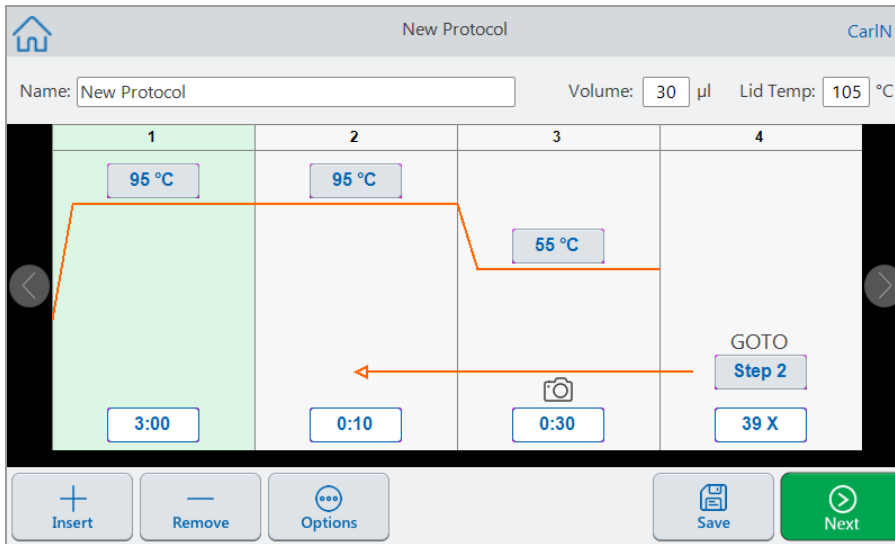 New Protocol
CarlN
Name: New Protocol
Volume: 30 µl
Lid Temp: 105 °C
1 2 3 4
95 °C 95 °C
55 °C
GOTO
Step 2
3:00 0:10 0:30 39 X
Insert Remove Options Save Next